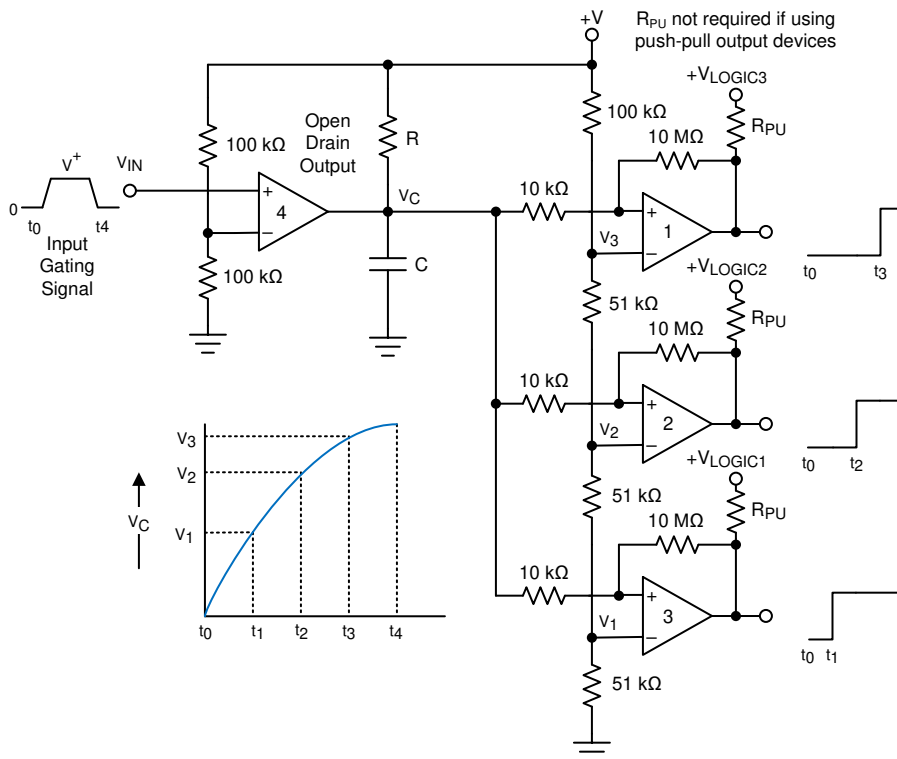 +V
RPU not required if using
push-pull output devices
+VLOGIC3
100 kΩ
RPU
10 MΩ
Open
Drain
Output
R
100 kΩ
V+
VIN
+
4
−
VC
10 kΩ
+
1
−
V3
0
t0
t4
Input
Gating
Signal
100 kΩ
C
t0
t3
+VLOGIC2
51 kΩ
RPU
10 MΩ
10 kΩ
+
2
−
V2
t0
t2
+VLOGIC1
51 kΩ
RPU
10 MΩ
10 kΩ
+
3
−
V1
t0
t1
51 kΩ
V3
V2
V1
VC
t0
t1
t2
t3
t4